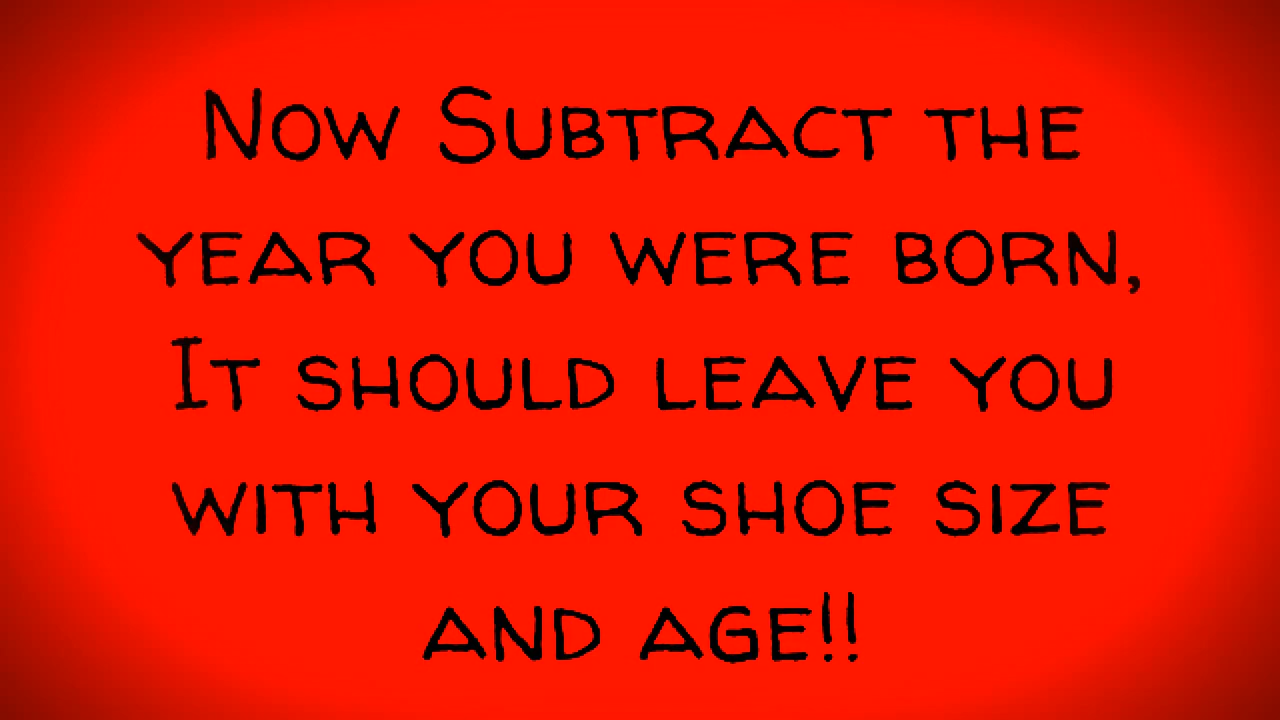 Now Subtract the
year you were born,
It should leave you
with your shoe size
and age!!